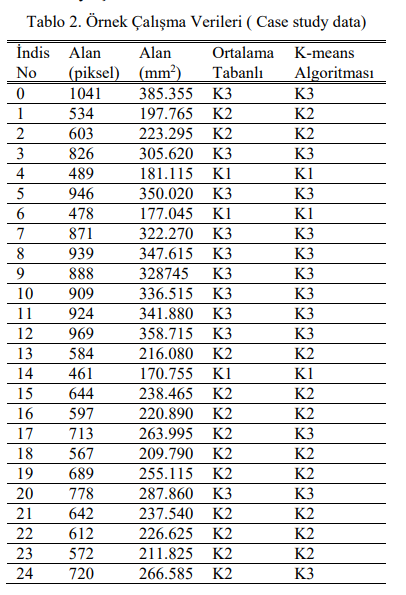 Tablo 2. Örnek Çalışma Verileri ( Case study data)
İndis No Alan (piksel) Alan (mm²) Ortalama Tabanlı K-means Algoritması
0 1041 385.355 K3 K3
1 534 197.765 K2 K2
2 603 223.295 K2 K2
3 826 305.620 K3 K3
4 489 181.115 K1 K1
5 946 350.020 K3 K3
6 478 177.045 K1 K1
7 871 322.270 K3 K3
8 939 347.615 K3 K3
9 888 328745 K3 K3
10 909 336.515 K3 K3
11 924 341.880 K3 K3
12 969 358.715 K3 K3
13 584 216.080 K2 K2
14 461 170.755 K1 K1
15 644 238.465 K2 K2
16 597 220.890 K2 K2
17 713 263.995 K2 K3
18 567 209.790 K2 K2
19 689 255.115 K2 K2
20 778 287.860 K3 K3
21 642 237.540 K2 K2
22 612 226.625 K2 K2
23 572 211.825 K2 K2
24 720 266.585 K2 K3